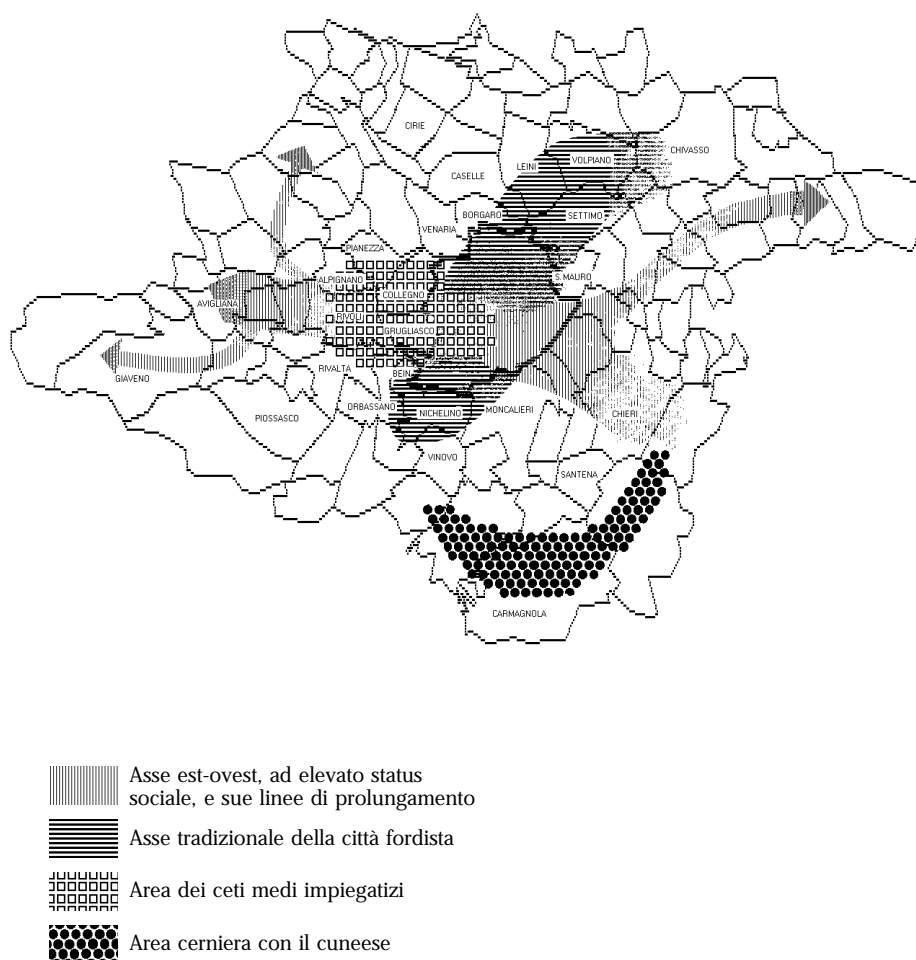 CIRIE
CHIVASSO
VOLPIANO
LEINI
CASELLE
BORGARO
SETTIMO
VENARIA
PIANEZZA
S. MAURO
ALPIGNANO
COLLEGNO
AVIGLIANA
RIVOLI
GRUGLIASCO
RIVALTA
BEIN
GIAVENO
ORBASSANO
NICHELINO
MONCALIERI
CHIERI
PIOSSASCO
VINOVO
SANTENA
CARMAGNOLA
Asse est-ovest, ad elevato status
sociale, e sue linee di prolungamento
Asse tradizionale della città fordista
Area dei ceti medi impiegatizi
Area cerniera con il cuneese